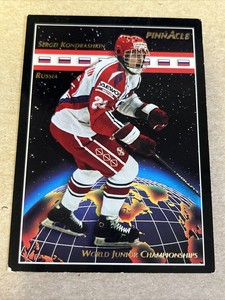 PINNACLE
SERGEI KONDRASHKIN
RUSSIA
WORLD JUNIOR CHAMPIONSHIPS